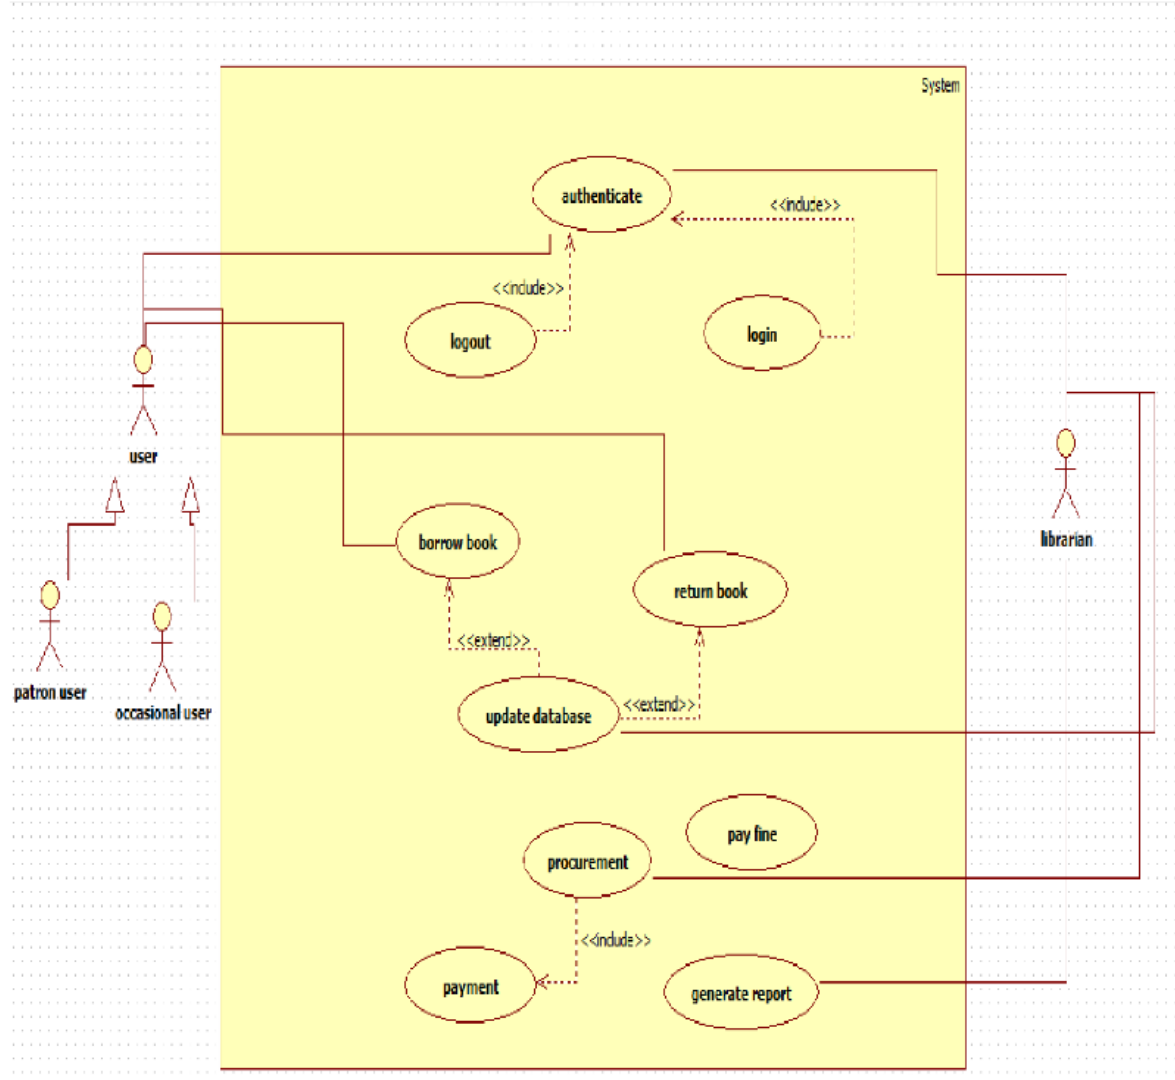 System
authenticate
<<include>>
<<include>>
logout
login
user
librarian
borrow book
return book
<<extend>>
patron user
occasional user
<<extend>>
update database
pay fine
procurement
<<include>>
payment
generate report